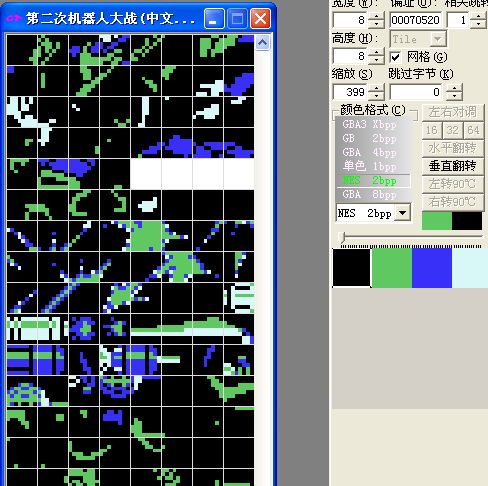 第二次机器人大战(中文...
宽度(W): 偏址(U): 相关跳转
8 00070520 1
高度(H): Tile
8 网格(G)
缩放(S) 跳过字节(K)
399 0
颜色格式(C)
GBA3 Xbpp
GB 2bpp
GBA 4bpp
单色 1bpp
NES 2bpp
GBA 8bpp
NES 2bpp
左右对调
16 32 64
水平翻转
垂直翻转
左转90℃
右转90℃